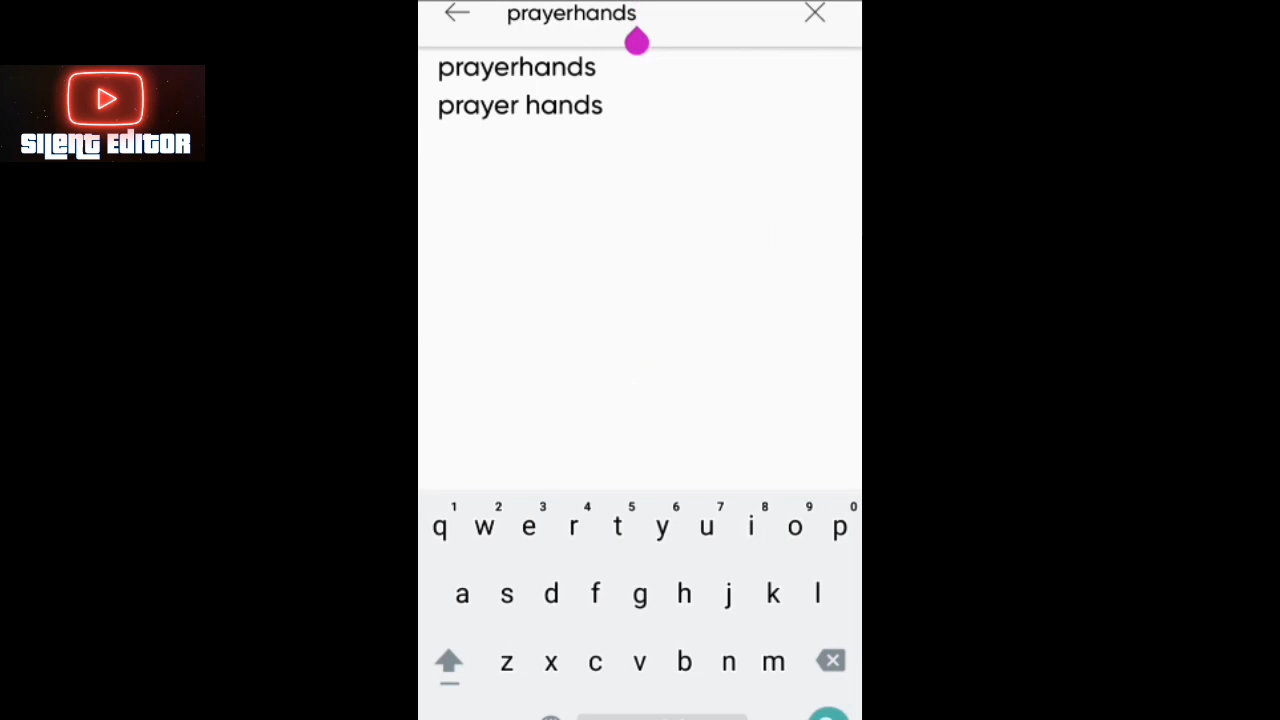 prayerhands
prayerhands
prayer hands
SILENT EDITOR
1 2 3 4 5 6 7 8 9 0
q w e r t y u i o p
a s d f g h j k l
z x c v b n m